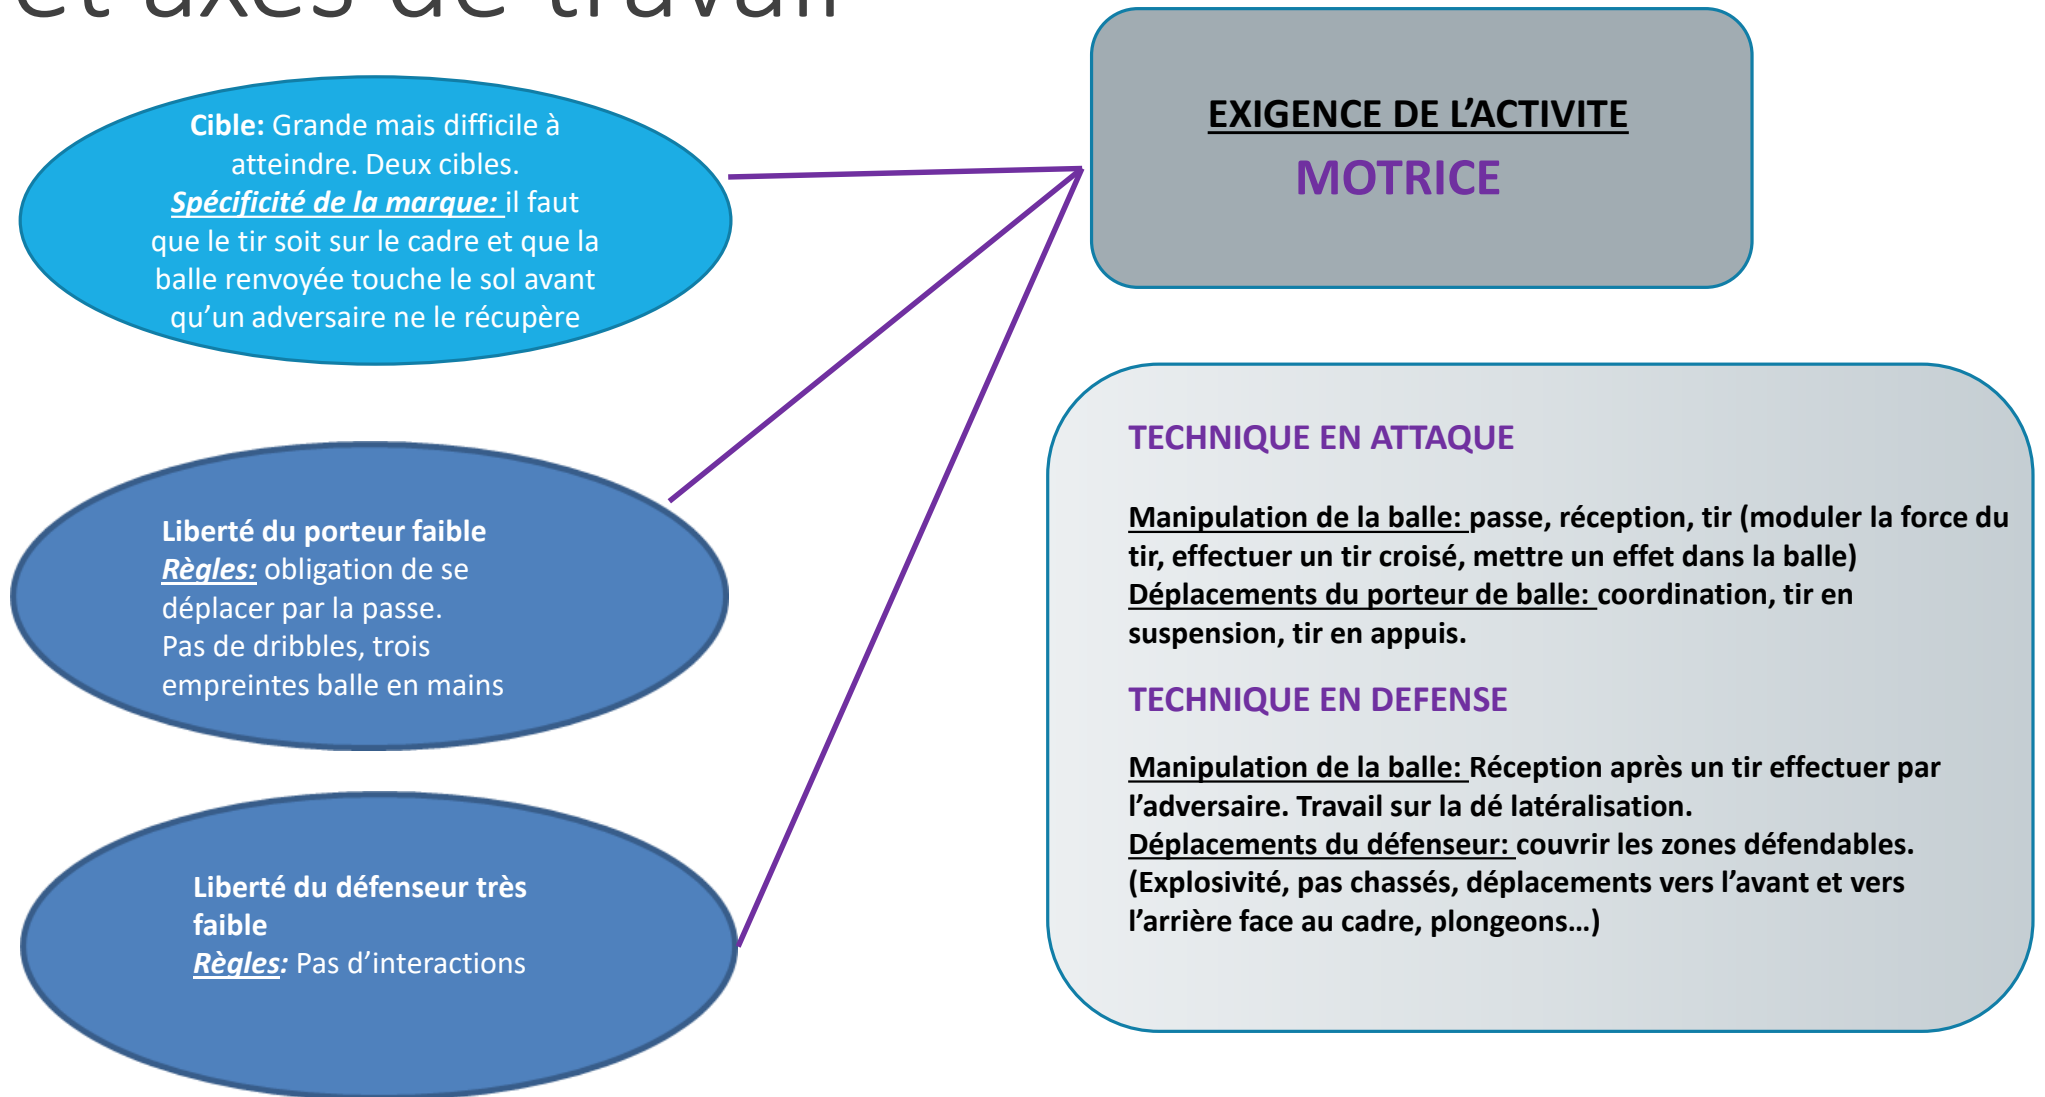 et axes de travail
Cible: Grande mais difficile à
atteindre. Deux cibles.
Spécificité de la marque: il faut
que le tir soit sur le cadre et que la
balle renvoyée touche le sol avant
qu’un adversaire ne le récupère
Liberté du porteur faible
Règles: obligation de se
déplacer par la passe.
Pas de dribbles, trois
empreintes balle en mains
Liberté du défenseur très
faible
Règles: Pas d’interactions
EXIGENCE DE L’ACTIVITE
MOTRICE
TECHNIQUE EN ATTAQUE
Manipulation de la balle: passe, réception, tir (moduler la force du
tir, effectuer un tir croisé, mettre un effet dans la balle)
Déplacements du porteur de balle: coordination, tir en
suspension, tir en appuis.
TECHNIQUE EN DEFENSE
Manipulation de la balle: Réception après un tir effectuer par
l’adversaire. Travail sur la dé latéralisation.
Déplacements du défenseur: couvrir les zones défendables.
(Explosivité, pas chassés, déplacements vers l’avant et vers
l’arrière face au cadre, plongeons…)